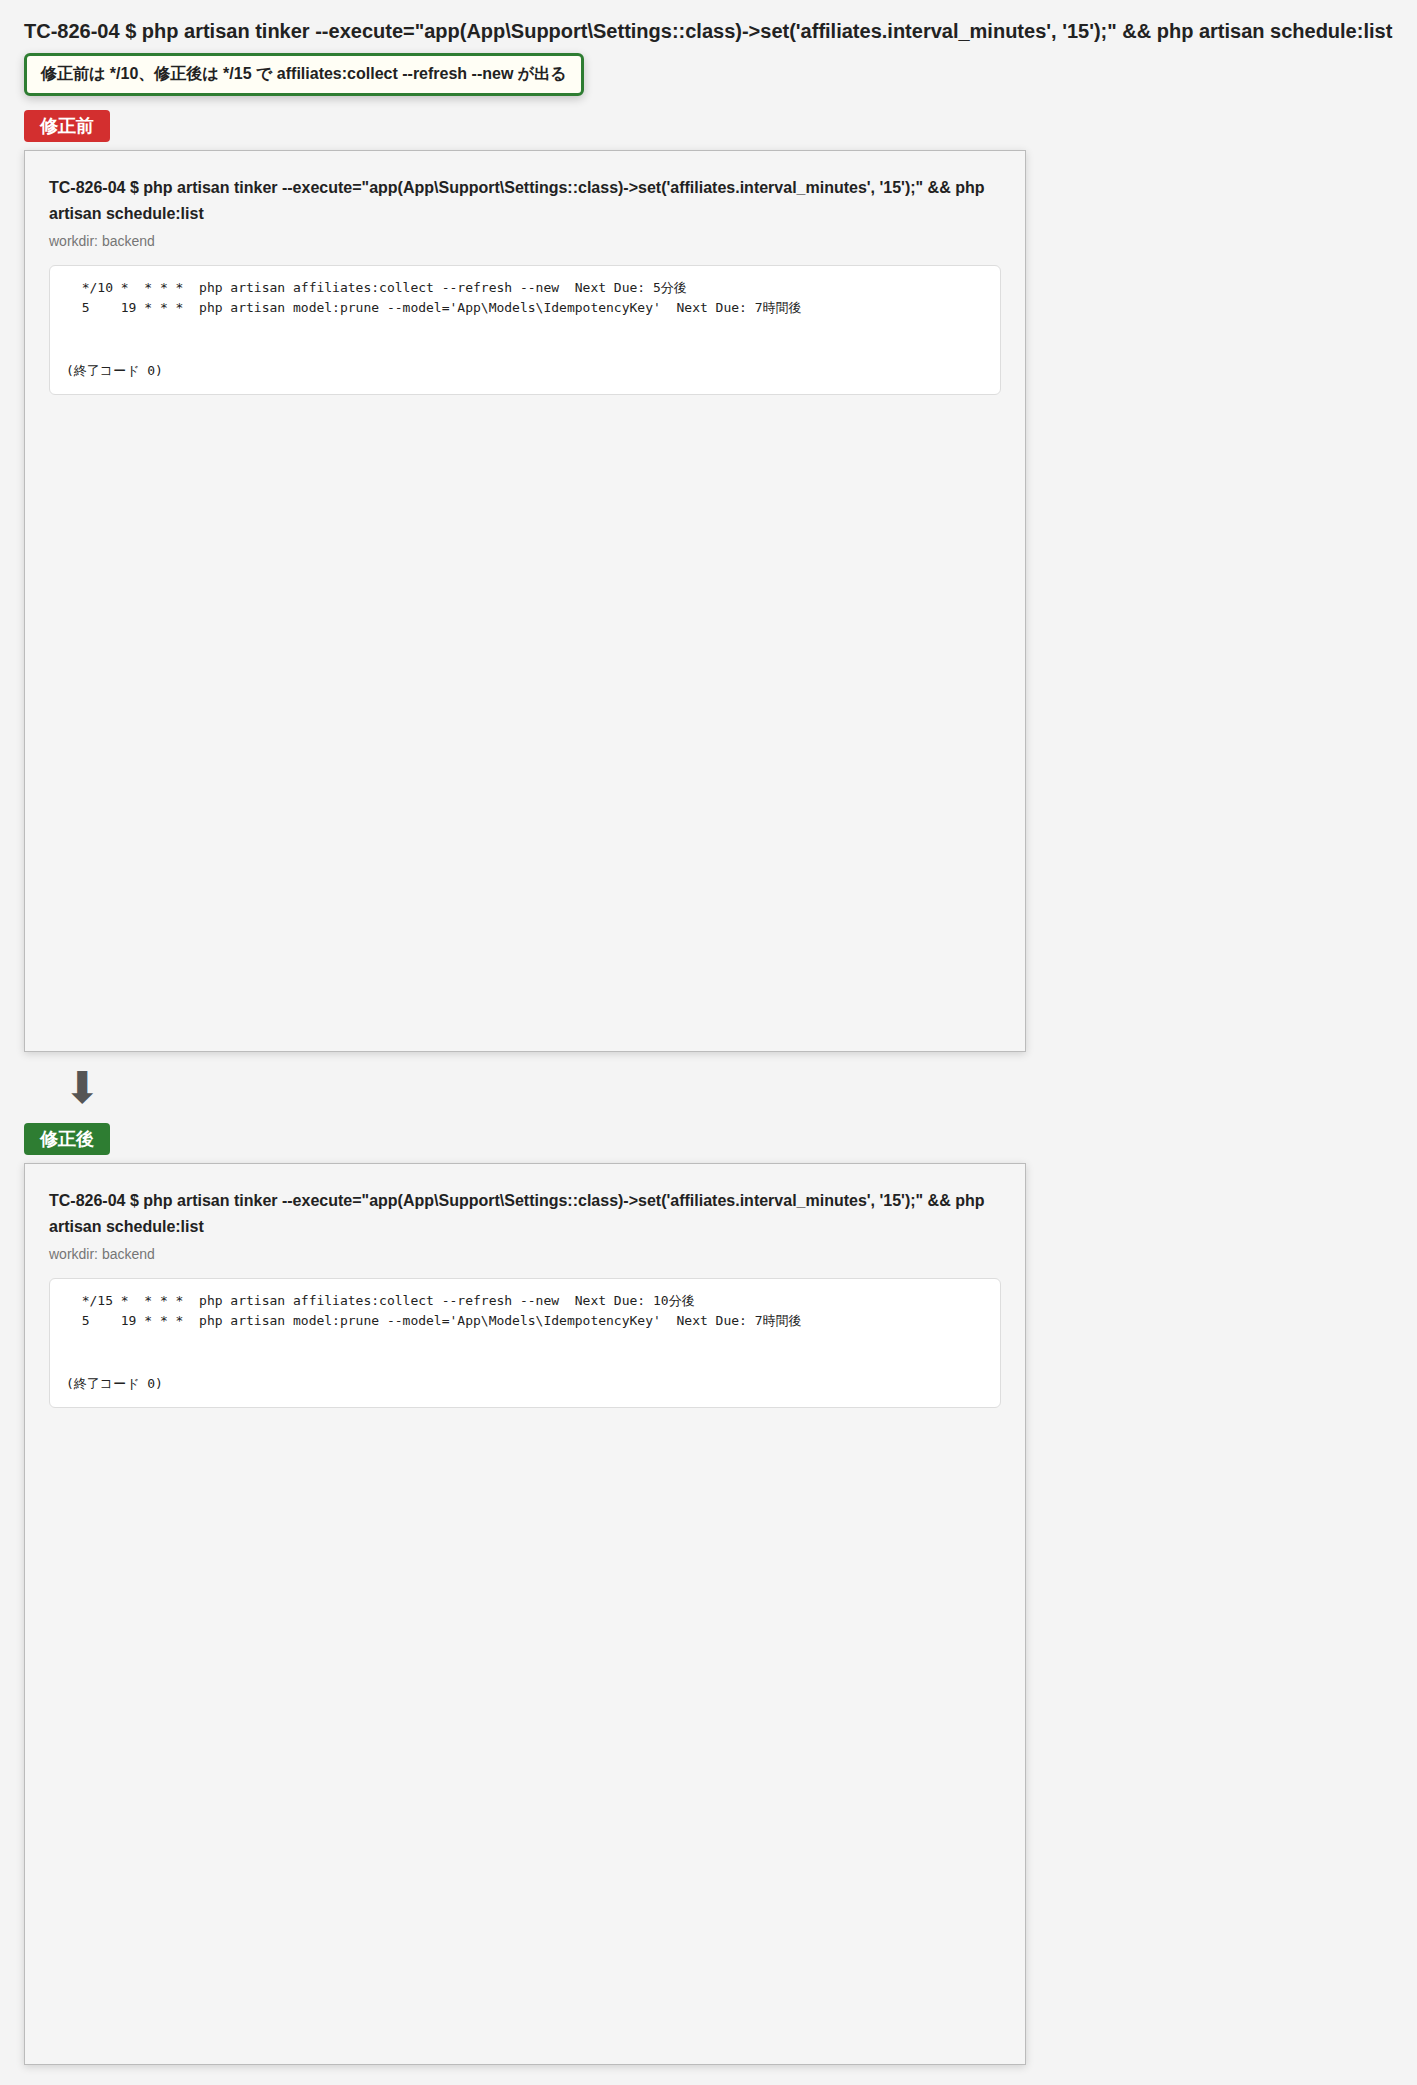 TC-826-04 $ php artisan tinker --execute="app(App\Support\Settings::class)->set('affiliates.interval_minutes', '15');" && php artisan schedule:list
修正前は */10、修正後は */15 で affiliates:collect --refresh --new が出る
修正前
TC-826-04 $ php artisan tinker --execute="app(App\Support\Settings::class)->set('affiliates.interval_minutes', '15');" && php
artisan schedule:list
workdir: backend
*/10 *  * * *  php artisan affiliates:collect --refresh --new  Next Due: 5分後
5    19 * * *  php artisan model:prune --model='App\Models\IdempotencyKey'  Next Due: 7時間後
(終了コード 0)
⬇
修正後
TC-826-04 $ php artisan tinker --execute="app(App\Support\Settings::class)->set('affiliates.interval_minutes', '15');" && php
artisan schedule:list
workdir: backend
*/15 *  * * *  php artisan affiliates:collect --refresh --new  Next Due: 10分後
5    19 * * *  php artisan model:prune --model='App\Models\IdempotencyKey'  Next Due: 7時間後
(終了コード 0)